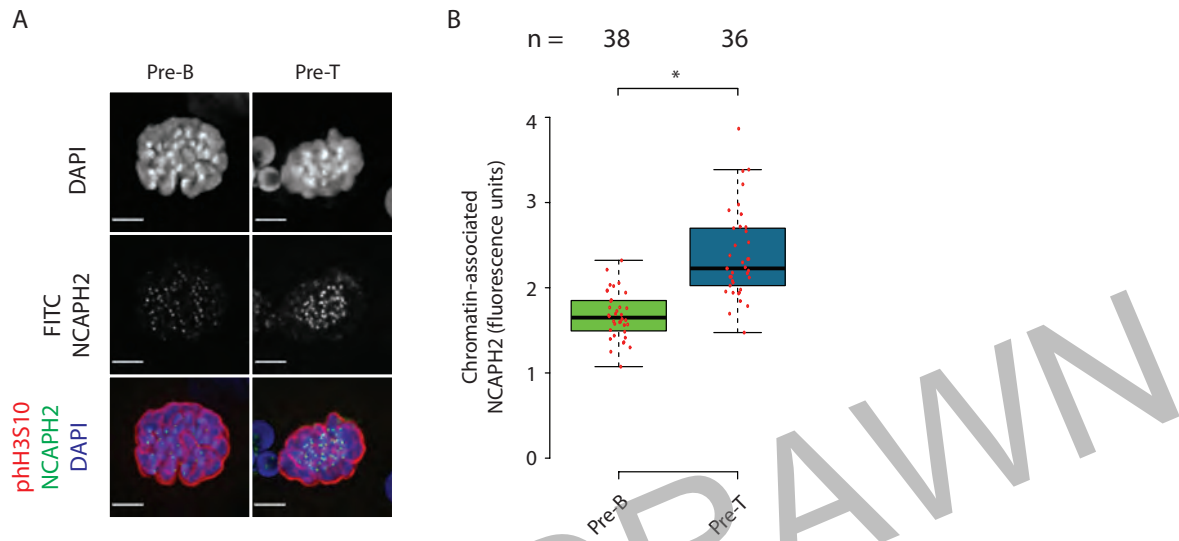 A
Pre-B Pre-T
DAPI
FITC
NCAPH2
phH3S10
NCAPH2
DAPI
B
n = 38 36
*
Chromatin-associated
NCAPH2 (fluorescence units)
4
3
2
1
0
Pre-B
Pre-T